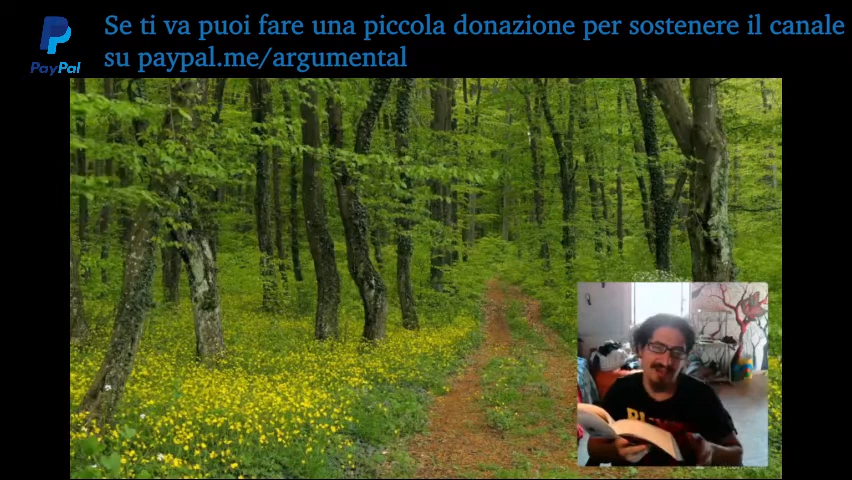 Se ti va puoi fare una piccola donazione per sostenere il canale
PayPal
su paypal.me/argumental